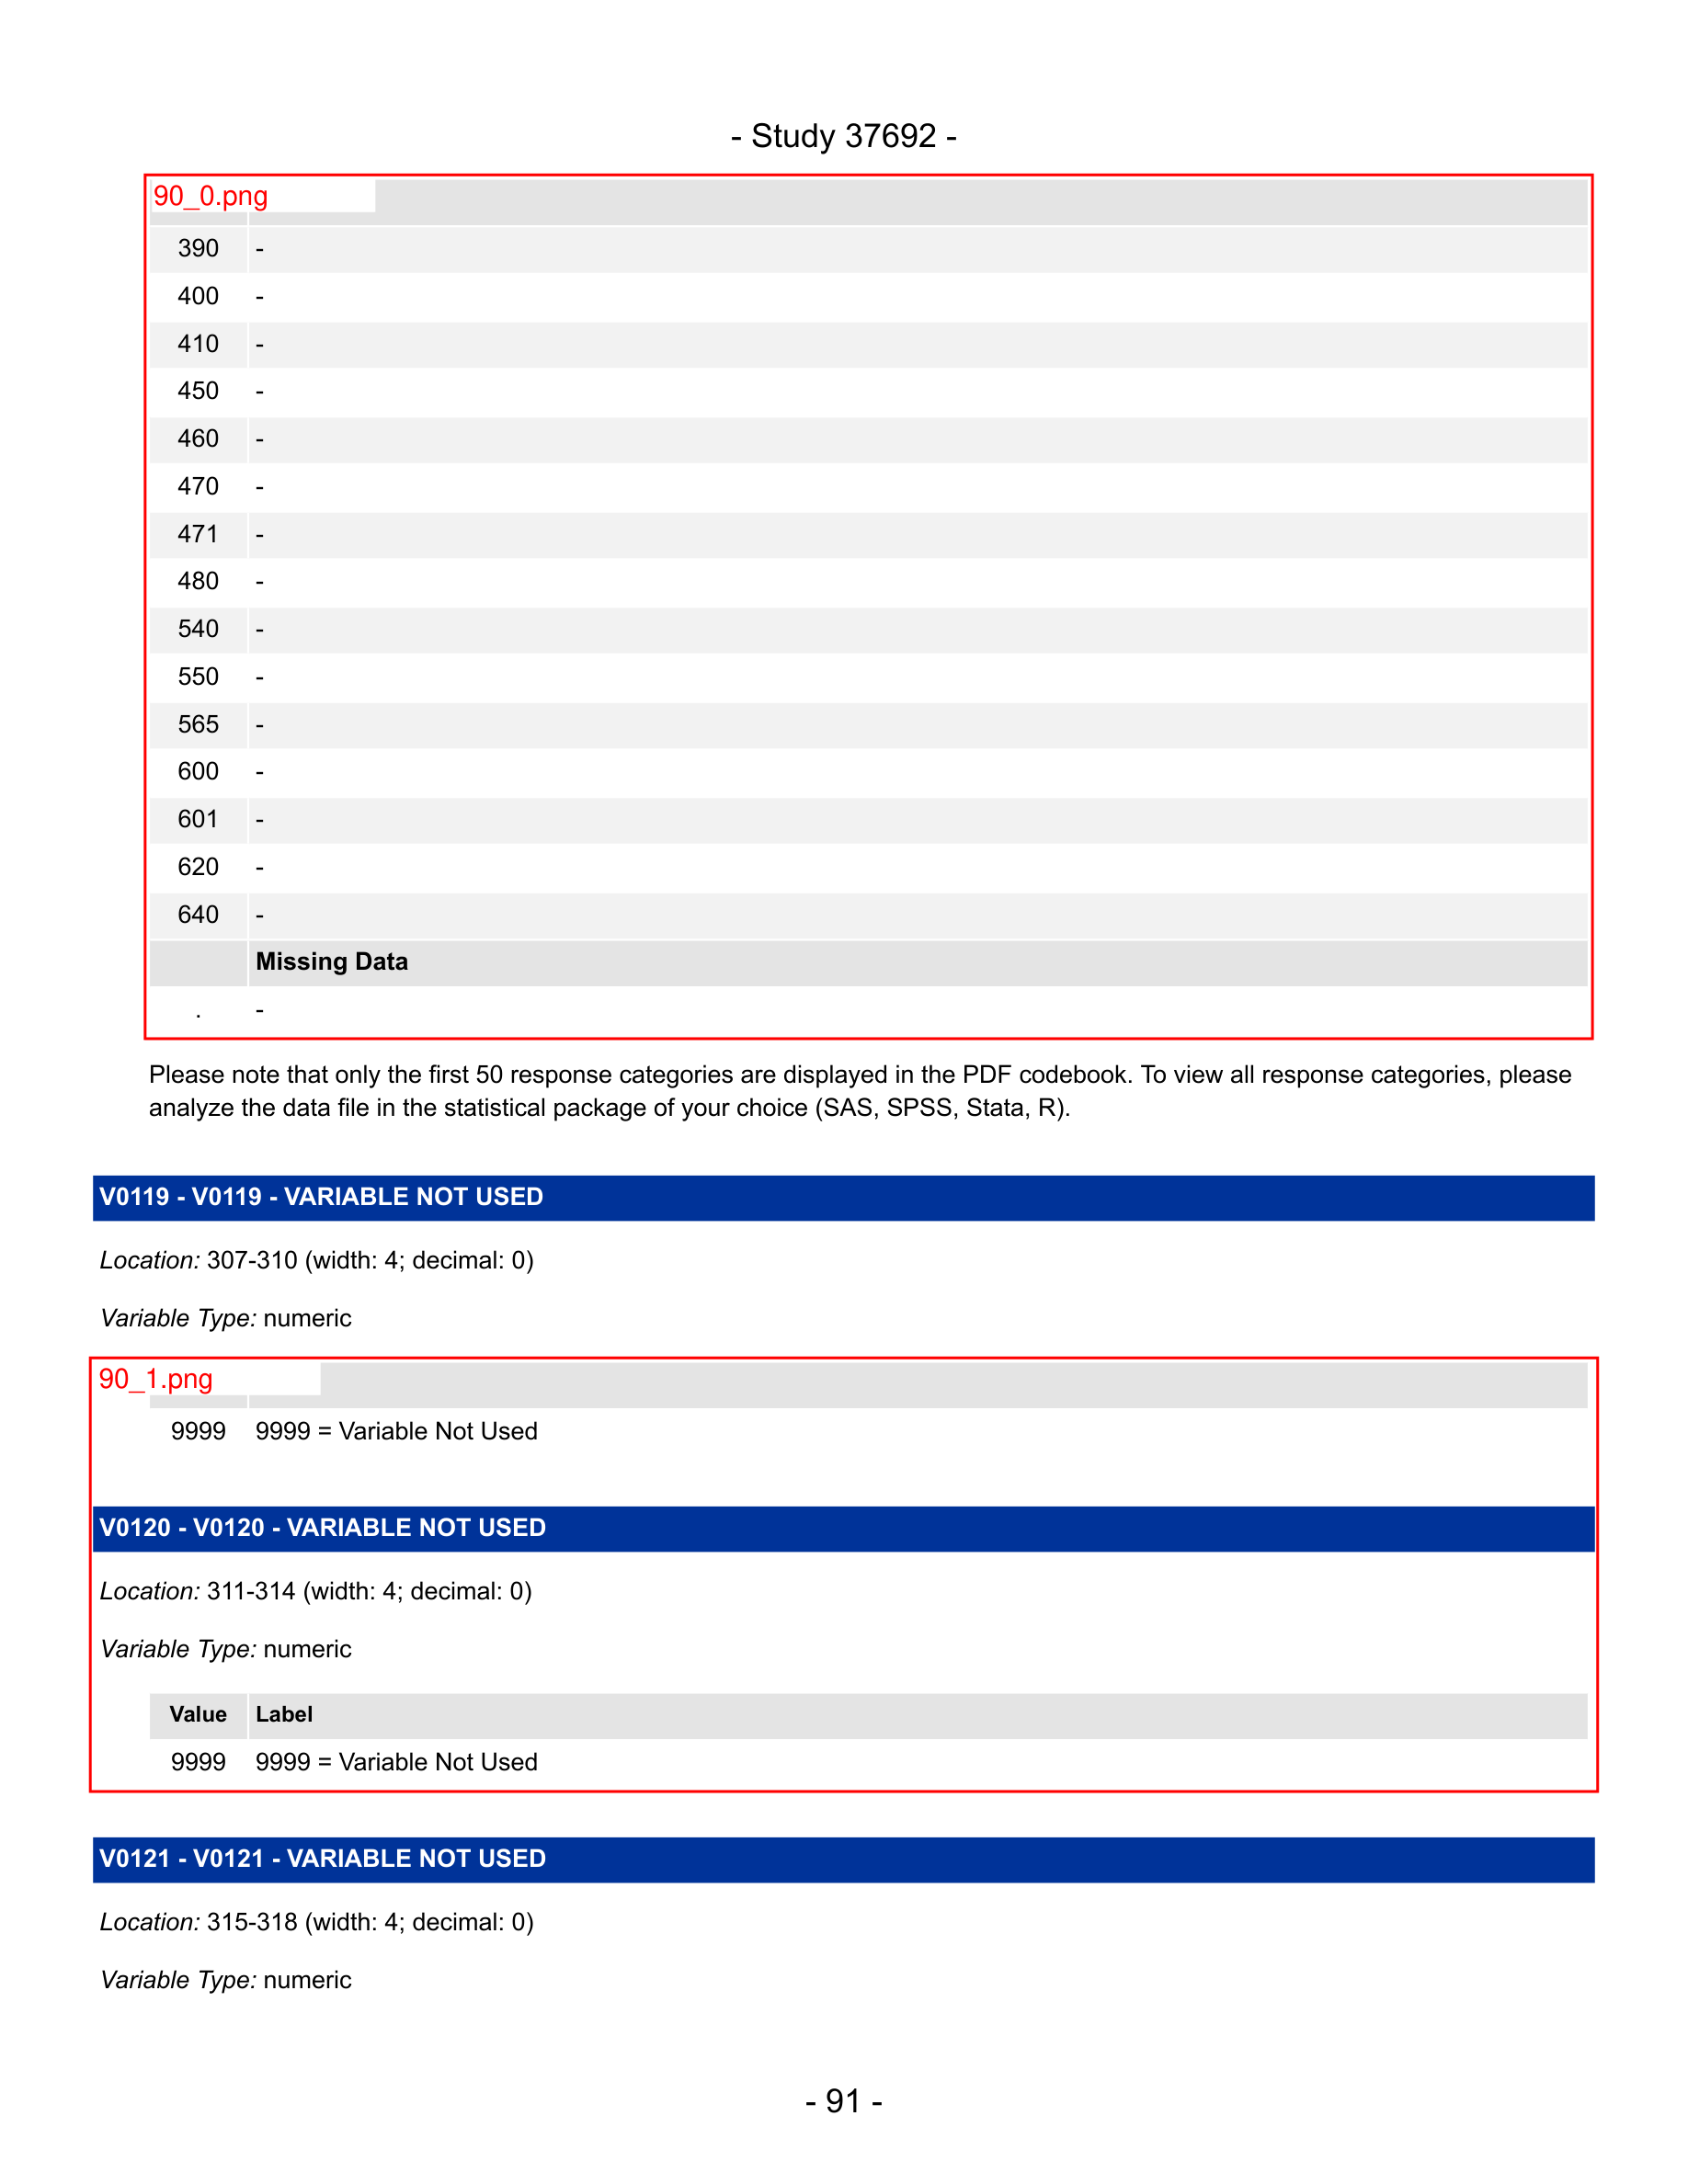 - Study 37692 -
90_0.png
390 -
400 -
410 -
450 -
460 -
470 -
471 -
480 -
540 -
550 -
565 -
600 -
601 -
620 -
640 -
Missing Data
. -
Please note that only the first 50 response categories are displayed in the PDF codebook. To view all response categories, please
analyze the data file in the statistical package of your choice (SAS, SPSS, Stata, R).
V0119 - V0119 - VARIABLE NOT USED
Location: 307-310 (width: 4; decimal: 0)
Variable Type: numeric
90_1.png
9999 9999 = Variable Not Used
V0120 - V0120 - VARIABLE NOT USED
Location: 311-314 (width: 4; decimal: 0)
Variable Type: numeric
Value Label
9999 9999 = Variable Not Used
V0121 - V0121 - VARIABLE NOT USED
Location: 315-318 (width: 4; decimal: 0)
Variable Type: numeric
- 91 -